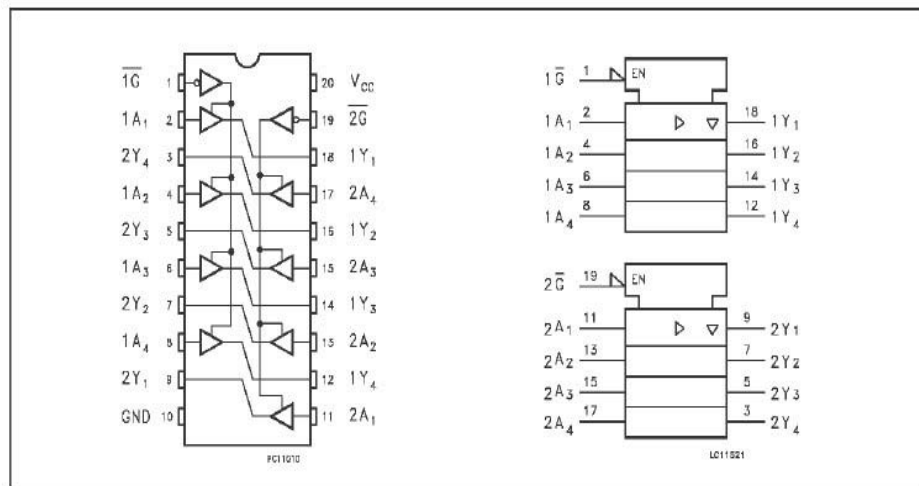 1G̅ 1 20 VCC
1A1 2 19 2G̅
2Y4 3 18 1Y1
1A2 4 17 2A4
2Y3 5 16 1Y2
1A3 6 15 2A3
2Y2 7 14 1Y3
1A4 8 13 2A2
2Y1 9 12 1Y4
GND 10 11 2A1
PC11010
1G̅ 1 EN
1A1 2 18 1Y1
1A2 4 16 1Y2
1A3 6 14 1Y3
1A4 8 12 1Y4
2G̅ 19 EN
2A1 11 9 2Y1
2A2 13 7 2Y2
2A3 15 5 2Y3
2A4 17 3 2Y4
LC11521